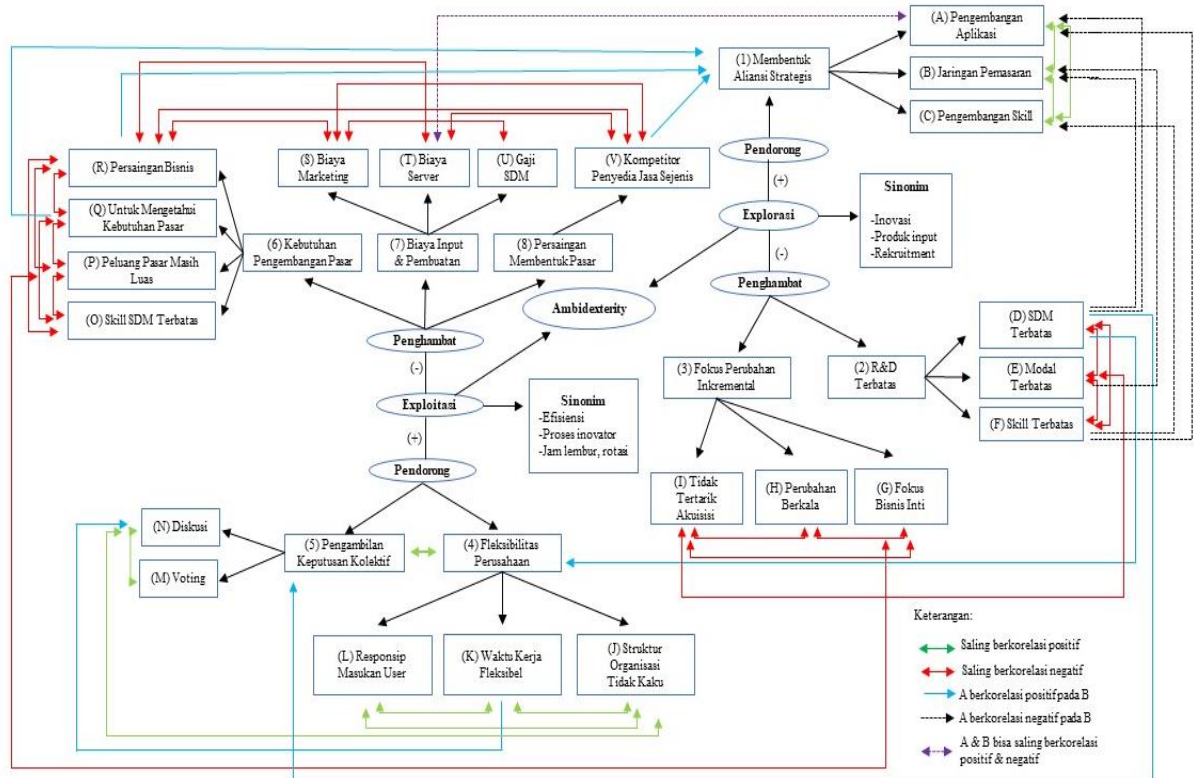 (A) Pengembangan
Aplikasi
(1) Membentuk
Aliansi Strategis
(B) Jaringan Pemasaran
(C) Pengembangan Skill
Pendorong
(+)
Explorasi
(-)
Penghambat
Sinonim
-Inovasi
-Produk input
-Rekruitment
(R) Persaingan Bisnis
(8) Biaya
Marketing
(T) Biaya
Server
(U) Gaji
SDM
(V) Kompetitor
Penyedia Jasa Sejenis
(Q) Untuk Mengetahui
Kebutuhan Pasar
(P) Peluang Pasar Masih
Luas
(O) Skill SDM Terbatas
(6) Kebutuhan
Pengembangan Pasar
(7) Biaya Input
& Pembuatan
(8) Persaingan
Membentuk Pasar
Ambidexterity
Penghambat
(-)
Exploitasi
(+)
Pendorong
Sinonim
-Efisiensi
-Proses inovator
-Jam lembur, rotasi
(3) Fokus Perubahan
Inkremental
(2) R&D
Terbatas
(D) SDM
Terbatas
(E) Modal
Terbatas
(F) Skill Terbatas
(I) Tidak
Tertarik
Akuisisi
(H) Perubahan
Berkala
(G) Fokus
Bisnis Inti
(N) Diskusi
(M) Voting
(5) Pengambilan
Keputusan Kolektif
(4) Fleksibilitas
Perusahaan
(L) Responsip
Masukan User
(K) Waktu Kerja
Fleksibel
(J) Struktur
Organisasi
Tidak Kaku
Keterangan:
Saling berkorelasi positif
Saling berkorelasi negatif
A berkorelasi positif pada B
A berkorelasi negatif pada B
A & B bisa saling berkorelasi
positif & negatif